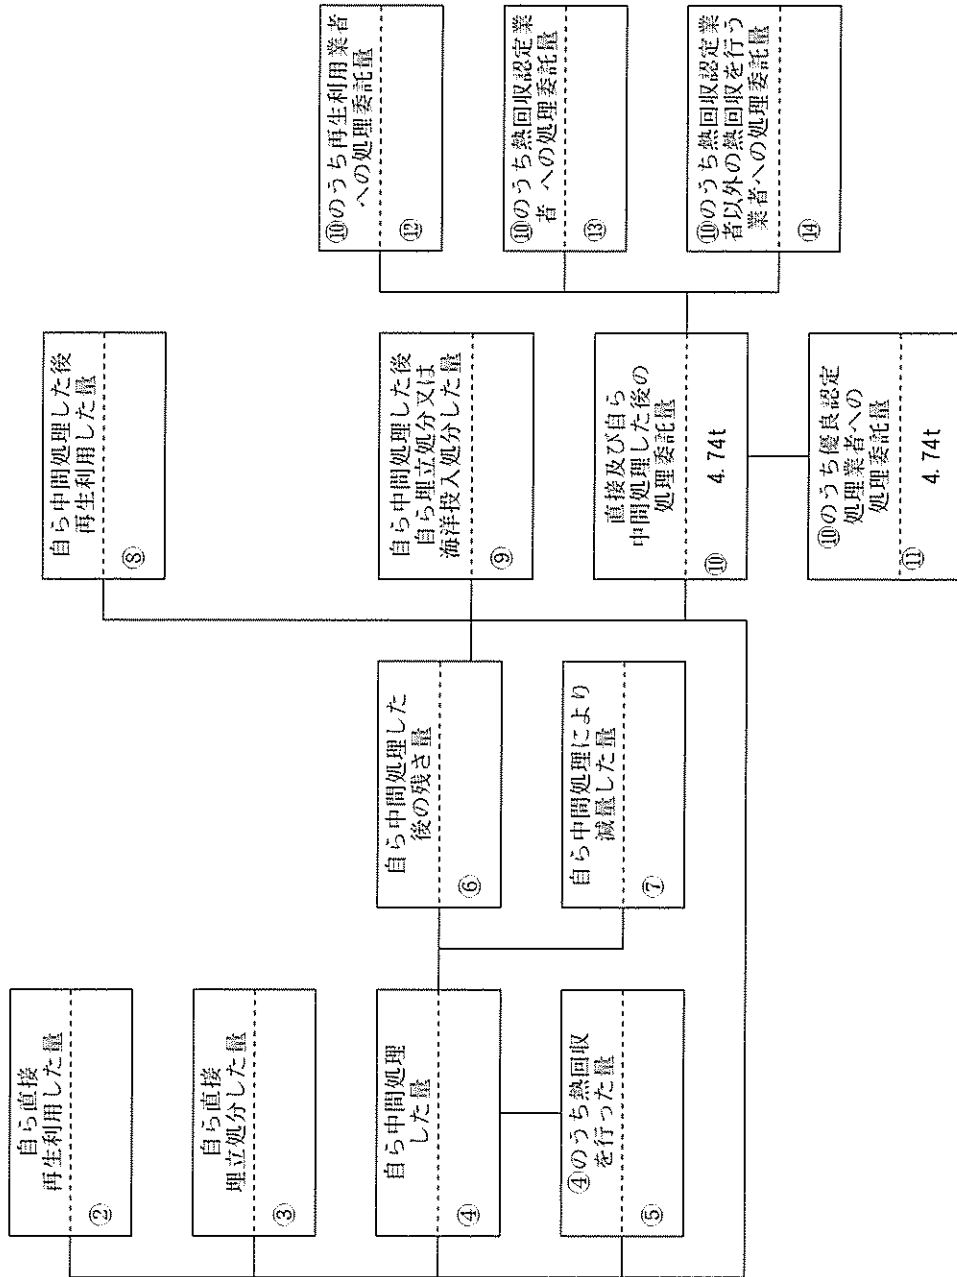 自ら直接
再生利用した量
②
自ら直接
埋立処分した量
③
自ら中間処理
した量
④
④のうち熱回収
を行った量
⑤
自ら中間処理した
後の残さ量
⑥
自ら中間処理により
減量した量
⑦
自ら中間処理した後
再生利用した量
⑧
自ら中間処理した後
自ら埋立処分又は
海洋投入処分した量
⑨
直接及び自ら
中間処理した後の
処理委託量
⑩
4.74t
⑩のうち優良認定
処理業者への
処理委託量
⑪
4.74t
⑩のうち再生利用業者
への処理委託量
⑫
⑩のうち熱回収認定業
者 への処理委託量
⑬
⑩のうち熱回収認定業
者以外の熱回収を行う
業者への処理委託量
⑭